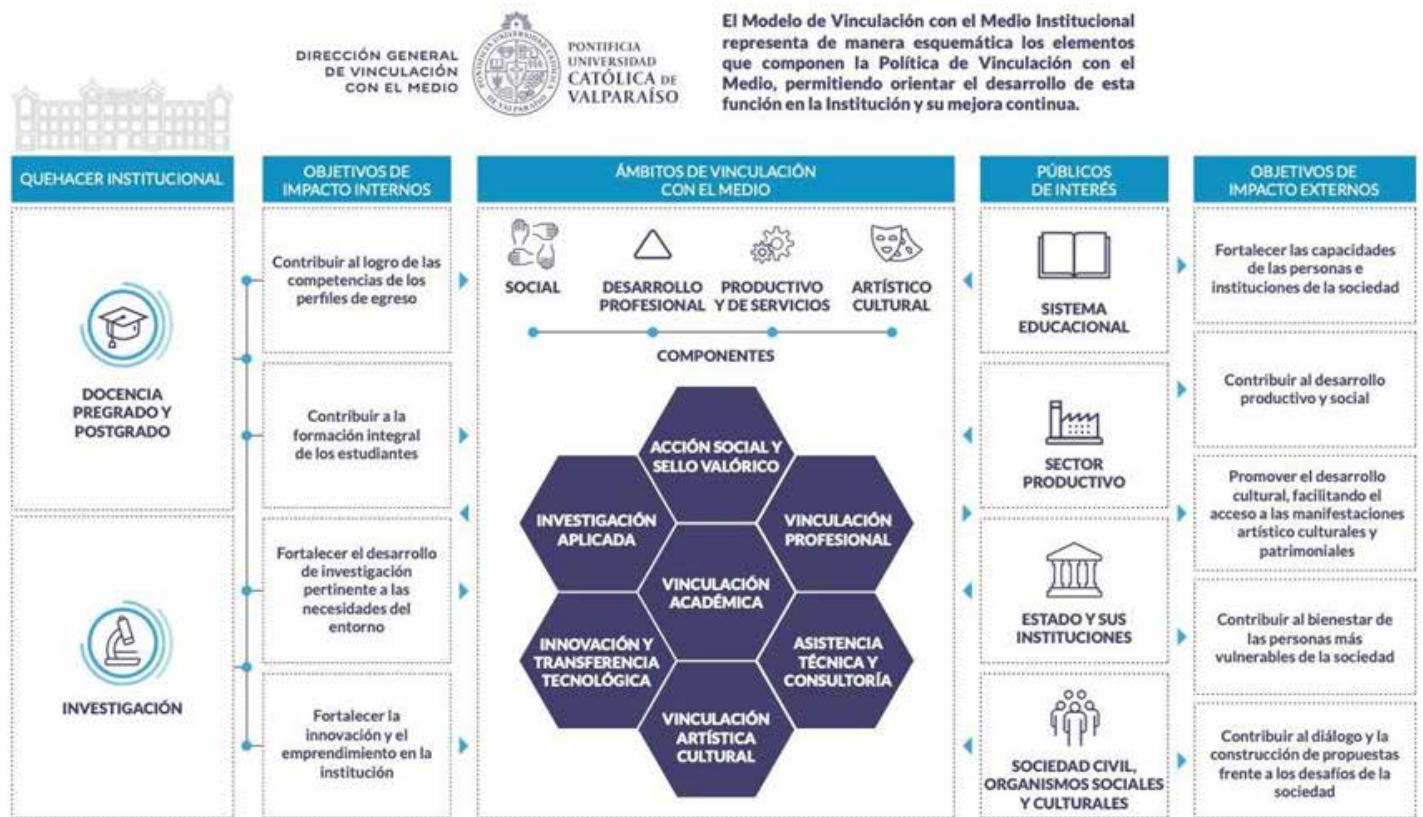 DIRECCIÓN GENERAL
DE VINCULACIÓN
CON EL MEDIO
PONTIFICIA UNIVERSIDAD CATÓLICA
DE VALPARAÍSO
PONTIFICIA
UNIVERSIDAD
CATÓLICA DE
VALPARAÍSO
El Modelo de Vinculación con el Medio Institucional
representa de manera esquemática los elementos
que componen la Política de Vinculación con el
Medio, permitiendo orientar el desarrollo de esta
función en la Institución y su mejora continua.
QUEHACER INSTITUCIONAL
DOCENCIA
PREGRADO Y
POSTGRADO
INVESTIGACIÓN
OBJETIVOS DE
IMPACTO INTERNOS
Contribuir al logro de las
competencias de los
perfiles de egreso
Contribuir a la
formación integral
de los estudiantes
Fortalecer el desarrollo
de investigación
pertinente a las
necesidades del
entorno
Fortalecer la
innovación y el
emprendimiento en la
institución
ÁMBITOS DE VINCULACIÓN
CON EL MEDIO
SOCIAL
DESARROLLO
PROFESIONAL
PRODUCTIVO
Y DE SERVICIOS
ARTÍSTICO
CULTURAL
COMPONENTES
ACCIÓN SOCIAL Y
SELLO VALÓRICO
INVESTIGACIÓN
APLICADA
VINCULACIÓN
PROFESIONAL
VINCULACIÓN
ACADÉMICA
INNOVACIÓN Y
TRANSFERENCIA
TECNOLÓGICA
ASISTENCIA
TÉCNICA Y
CONSULTORÍA
VINCULACIÓN
ARTÍSTICA
CULTURAL
PÚBLICOS
DE INTERÉS
SISTEMA
EDUCACIONAL
SECTOR
PRODUCTIVO
ESTADO Y SUS
INSTITUCIONES
SOCIEDAD CIVIL,
ORGANISMOS SOCIALES
Y CULTURALES
OBJETIVOS DE
IMPACTO EXTERNOS
Fortalecer las capacidades
de las personas e
instituciones de la sociedad
Contribuir al desarrollo
productivo y social
Promover el desarrollo
cultural, facilitando el
acceso a las manifestaciones
artístico culturales y
patrimoniales
Contribuir al bienestar de
las personas más
vulnerables de la sociedad
Contribuir al diálogo y la
construcción de propuestas
frente a los desafíos de la
sociedad